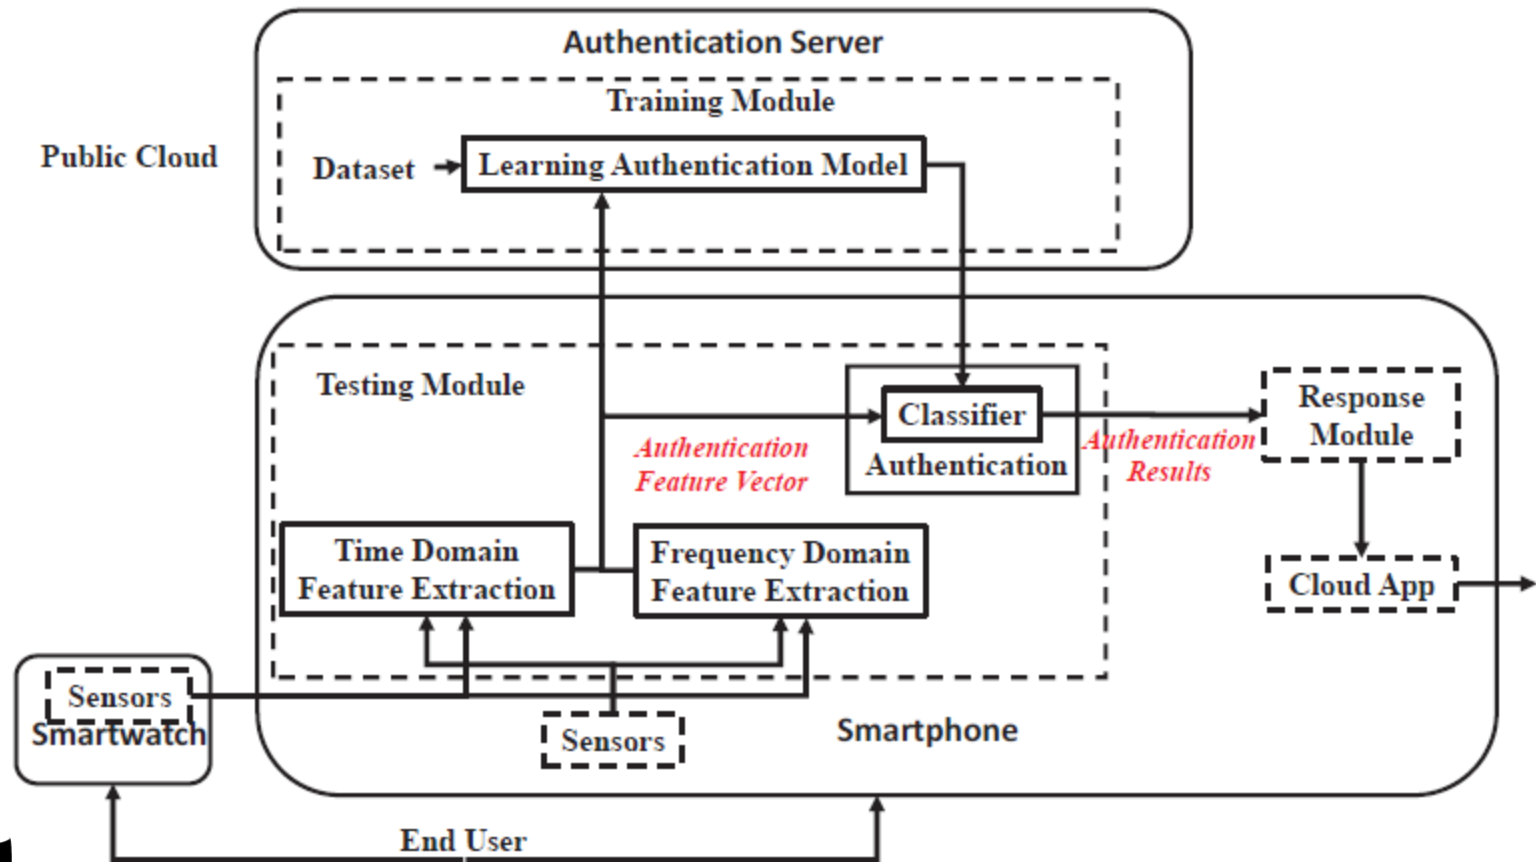 Authentication Server
Training Module
Public Cloud
Dataset
Learning Authentication Model
Testing Module
Classifier
Authentication
Authentication
Feature Vector
Authentication
Results
Response
Module
Time Domain
Feature Extraction
Frequency Domain
Feature Extraction
Cloud App
Sensors
Smartwatch
Sensors
Smartphone
End User